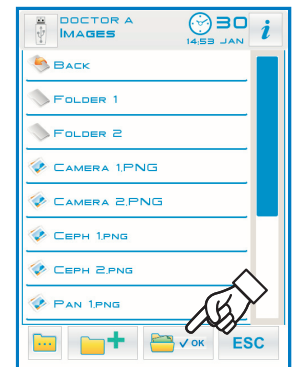 DOCTOR A
IMAGES
30
14:53 JAN
i
BACK
FOLDER 1
FOLDER 2
CAMERA 1.PNG
CAMERA 2.PNG
CEPH 1.PNG
CEPH 2.PNG
PAN 1.PNG
✓ OK
ESC